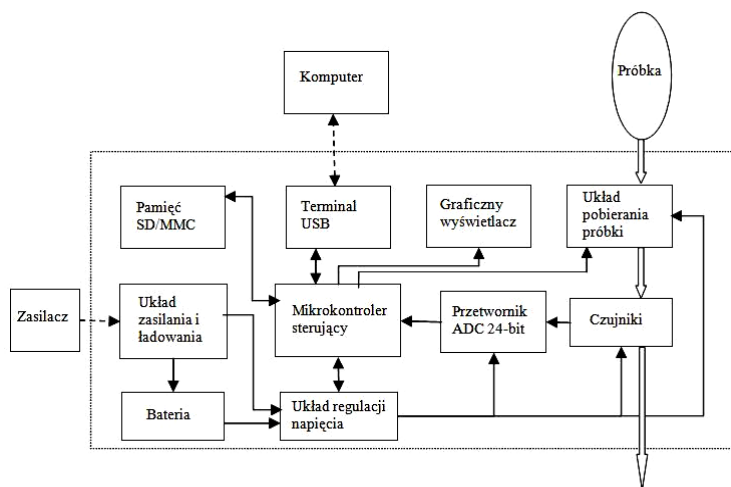 Próbka
Komputer
Pamięć
SD/MMC
Terminal
USB
Graficzny
wyświetlacz
Układ
pobierania
próbki
Zasilacz
Układ
zasilania i
ładowania
Mikrokontroler
sterujący
Przetwornik
ADC 24-bit
Czujniki
Bateria
Układ regulacji
napięcia